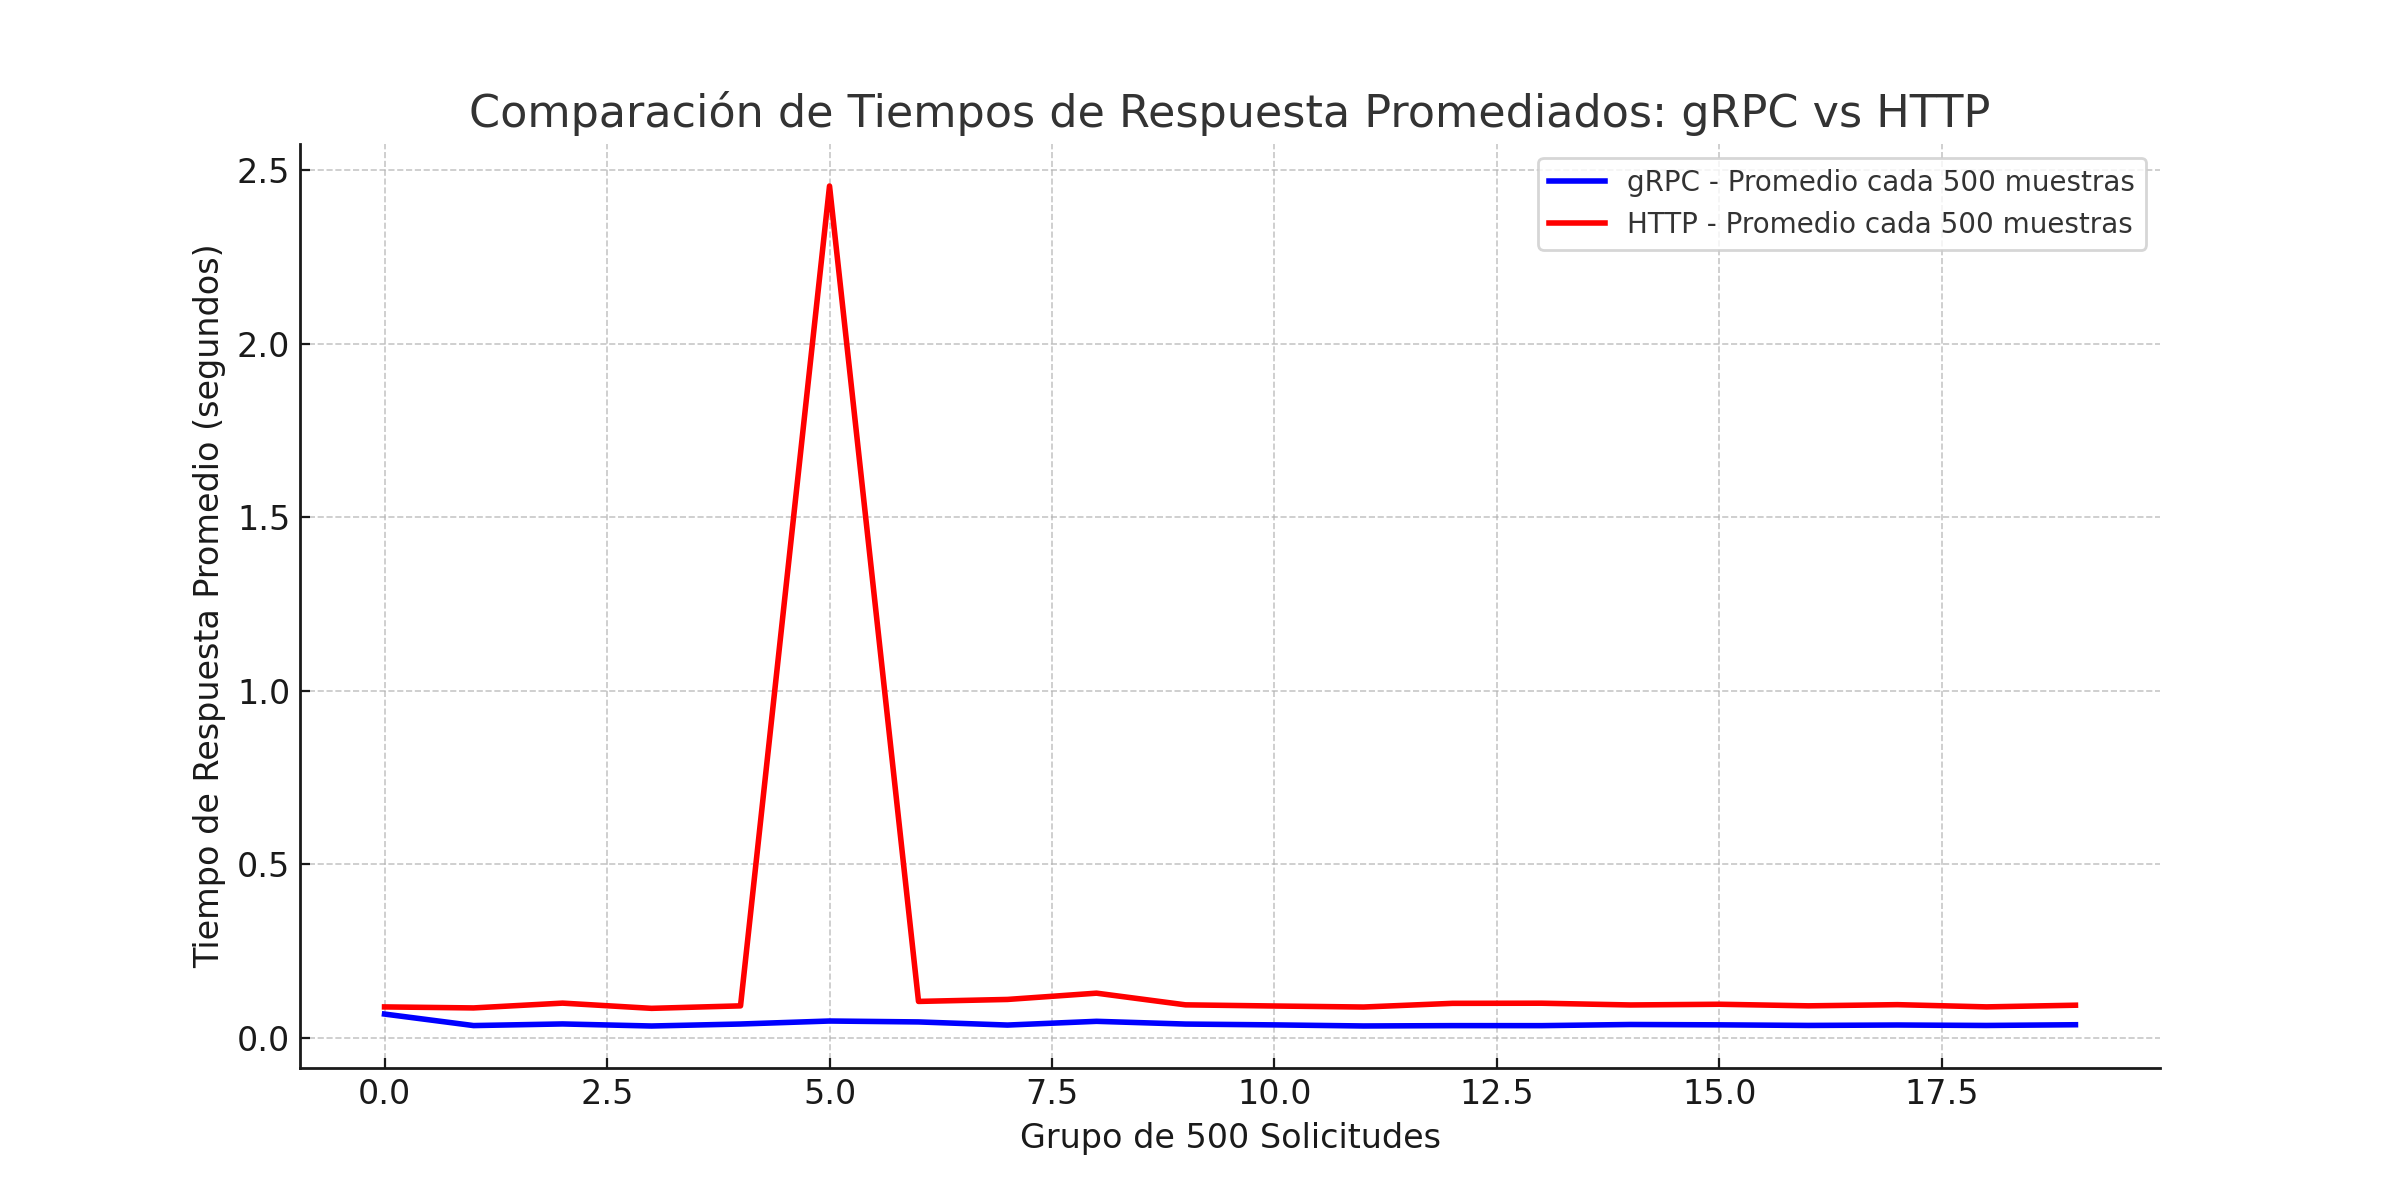 Comparación de Tiempos de Respuesta Promediados: gRPC vs HTTP
gRPC - Promedio cada 500 muestras
HTTP - Promedio cada 500 muestras
Tiempo de Respuesta Promedio (segundos)
2.5
2.0
1.5
1.0
0.5
0.0
0.0
2.5
5.0
7.5
10.0
12.5
15.0
17.5
Grupo de 500 Solicitudes